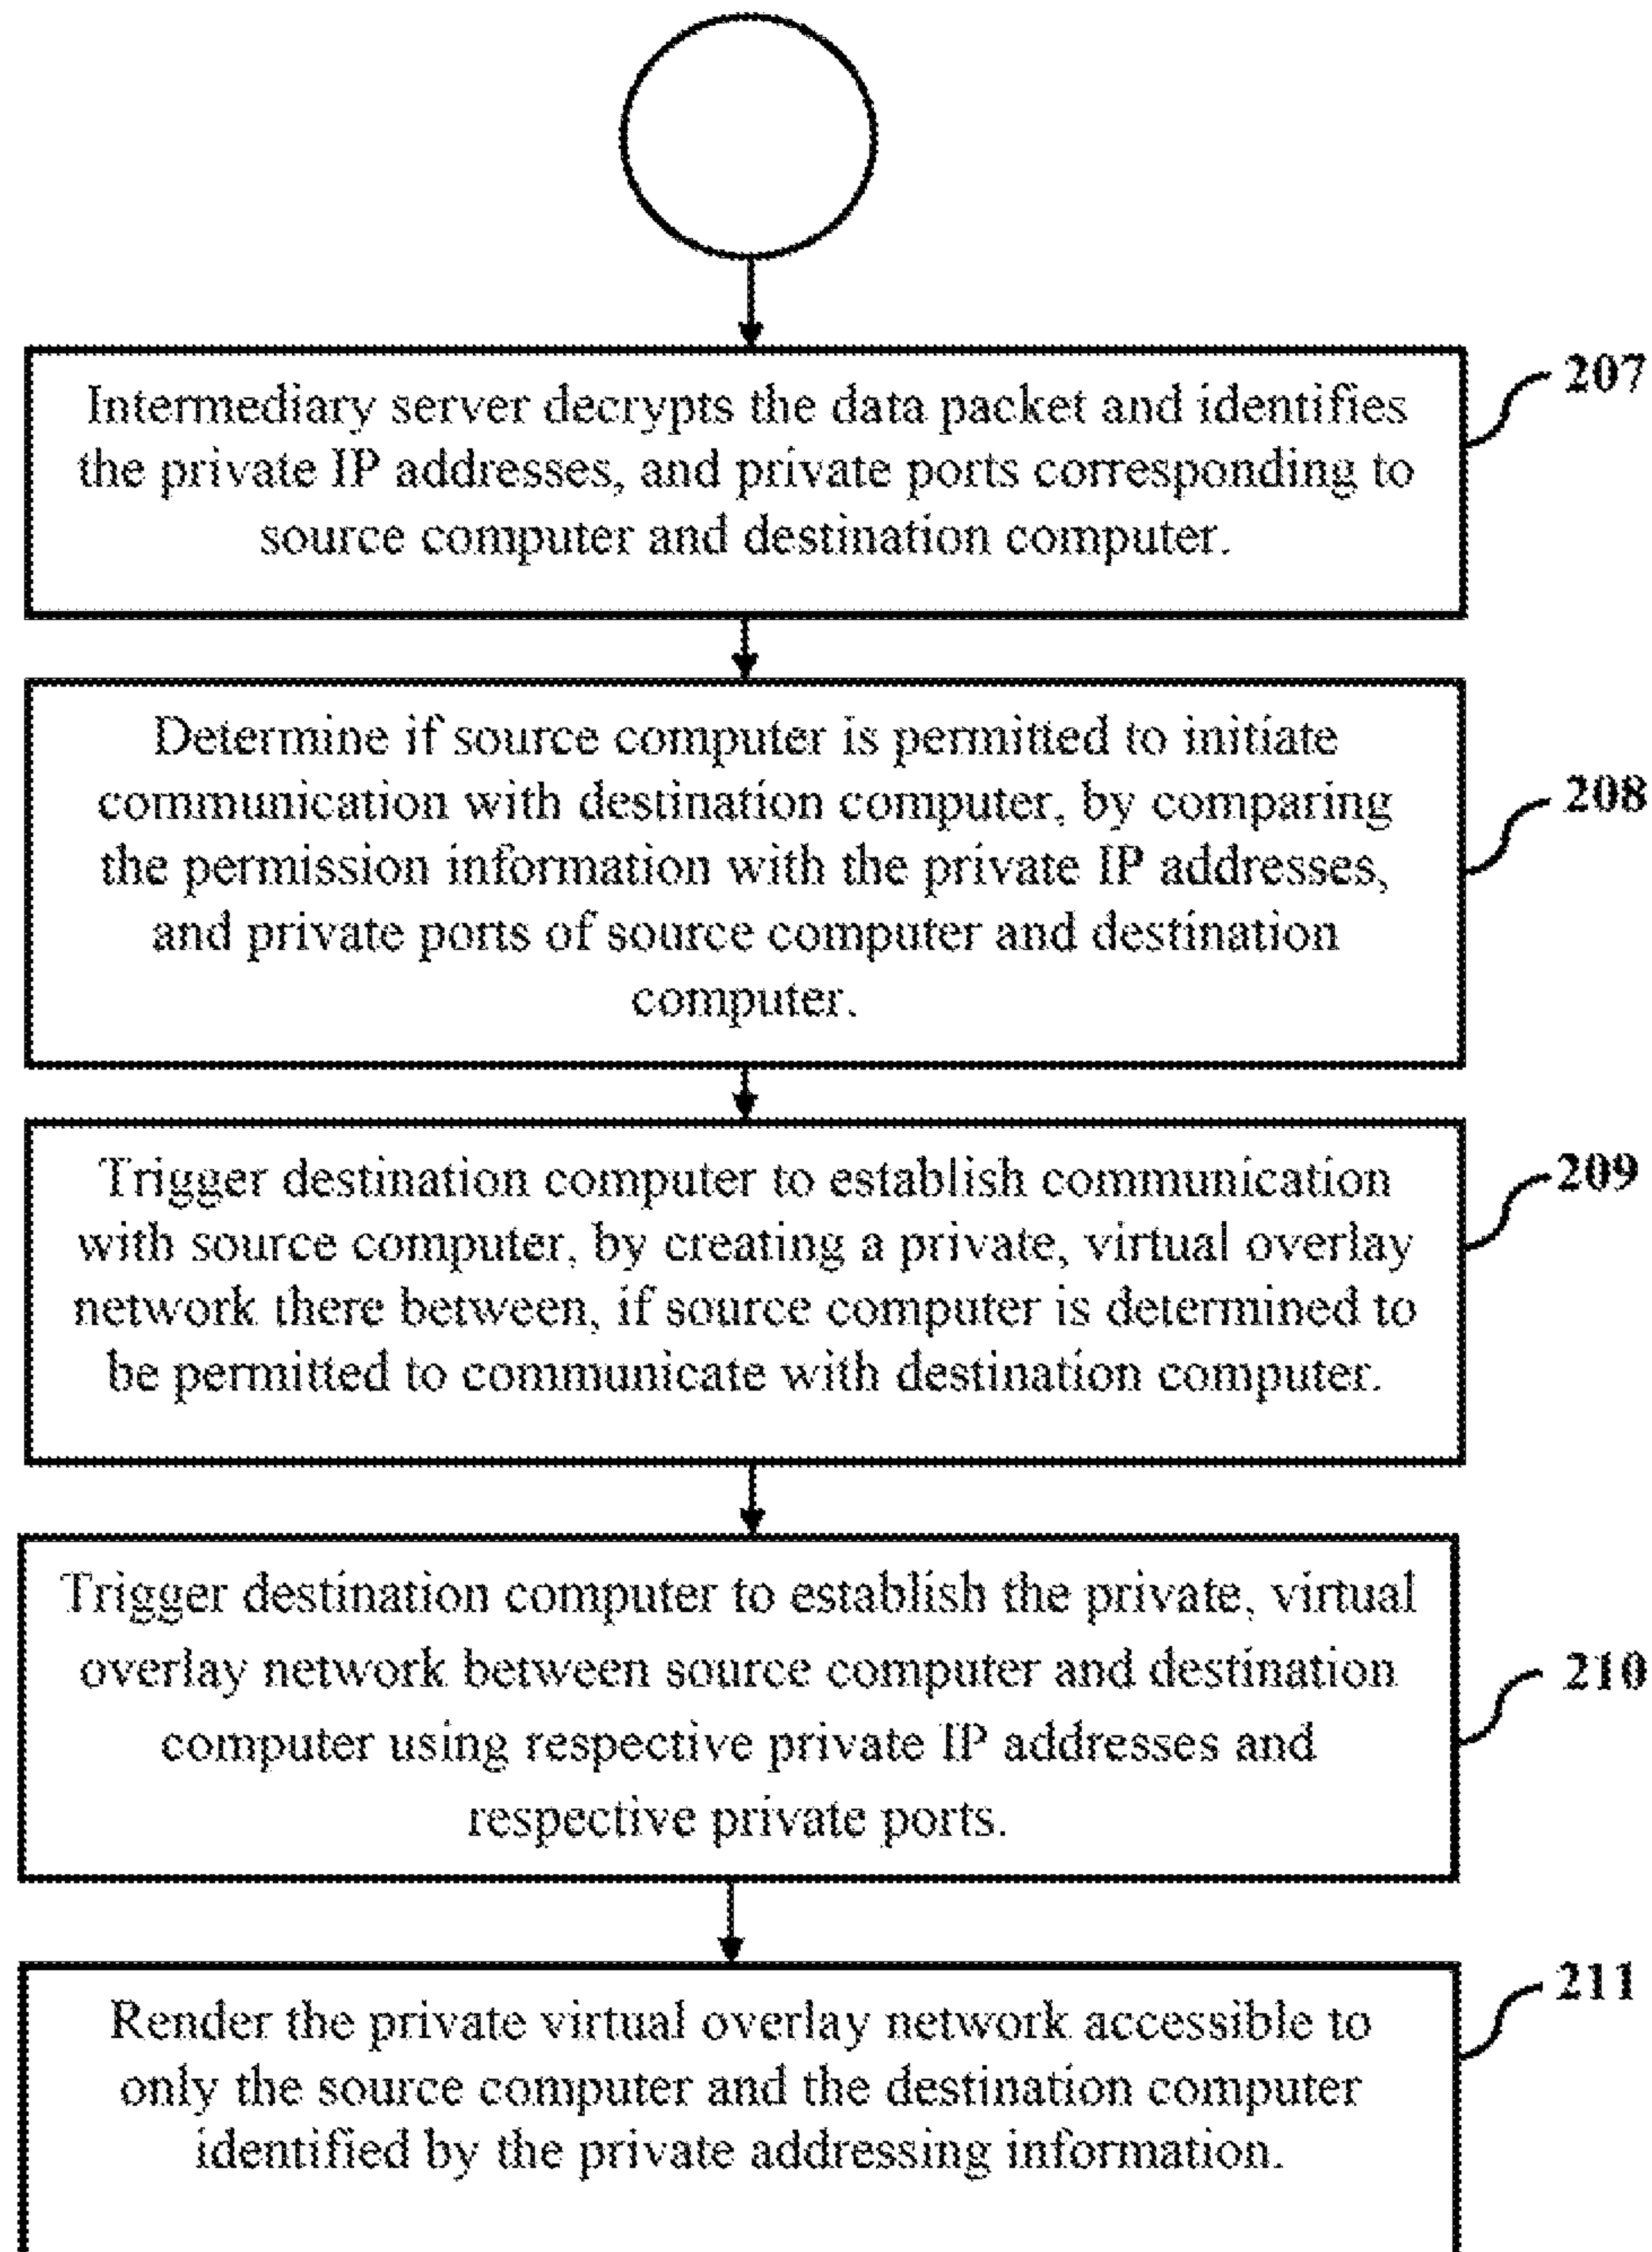 Intermediary server decrypts the data packet and identifies
the private IP addresses, and private ports corresponding to
source computer and destination computer.
207
Determine if source computer is permitted to initiate
communication with destination computer, by comparing
the permission information with the private IP addresses,
and private ports of source computer and destination
computer.
208
Trigger destination computer to establish communication
with source computer, by creating a private, virtual overlay
network there between, if source computer is determined to
be permitted to communicate with destination computer.
209
Trigger destination computer to establish the private, virtual
overlay network between source computer and destination
computer using respective private IP addresses and
respective private ports.
210
Render the private virtual overlay network accessible to
only the source computer and the destination computer
identified by the private addressing information.
211